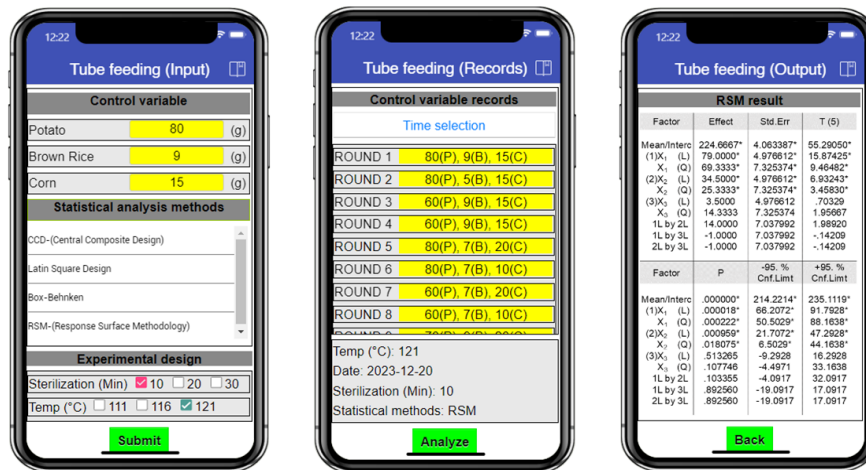 12:22
Tube feeding (Input)
Control variable
Potato 80 (g)
Brown Rice 9 (g)
Corn 15 (g)
Statistical analysis methods
CCD-(Central Composite Design)
Latin Square Design
Box-Behnken
RSM-(Response Surface Methodology)
Experimental design
Sterilization (Min) 10 20 30
Temp (°C) 111 116 121
Submit
12:22
Tube feeding (Records)
Control variable records
Time selection
ROUND 1 80(P), 9(B), 15(C)
ROUND 2 80(P), 5(B), 15(C)
ROUND 3 60(P), 9(B), 15(C)
ROUND 4 60(P), 9(B), 15(C)
ROUND 5 80(P), 7(B), 20(C)
ROUND 6 80(P), 7(B), 10(C)
ROUND 7 60(P), 7(B), 20(C)
ROUND 8 60(P), 7(B), 10(C)
Temp (°C): 121
Date: 2023-12-20
Sterilization (Min): 10
Statistical methods: RSM
Analyze
12:22
Tube feeding (Output)
RSM result
Factor Effect Std.Err T (5)
Mean/Interc 224.6667* 4.063387* 55.29050*
(1)X₁ (L) 79.0000* 4.976612* 15.87425*
X₁ (Q) 69.3333* 7.325374* 9.46482*
(2)X₂ (L) 34.5000* 4.976612* 6.93243*
X₂ (Q) 25.3333* 7.325374* 3.45830*
(3)X₃ (L) 3.5000 4.976612 .70329
X₃ (Q) 14.3333 7.325374 1.95667
1L by 2L 14.0000 7.037992 1.98920
1L by 3L -1.0000 7.037992 -.14209
2L by 3L -1.0000 7.037992 -.14209
Factor P -95. % Cnf.Limt +95. % Cnf.Limt
Mean/Interc .000000* 214.2214* 235.1119*
(1)X₁ (L) .000018* 66.2072* 91.7928*
X₁ (Q) .000222* 50.5029* 88.1638*
(2)X₂ (L) .000959* 21.7072* 47.2928*
X₂ (Q) .018075* 6.5029* 44.1638*
(3)X₃ (L) .513265 -9.2928 16.2928
X₃ (Q) .107746 -4.4971 33.1638
1L by 2L .103355 -4.0917 32.0917
1L by 3L .892560 -19.0917 17.0917
2L by 3L .892560 -19.0917 17.0917
Back